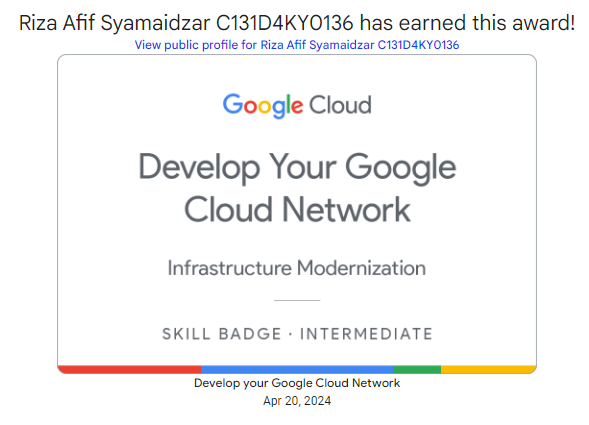 Riza Afif Syamaidzar C131D4KY0136 has earned this award!
View public profile for Riza Afif Syamaidzar C131D4KY0136
Google Cloud
Develop Your Google
Cloud Network
Infrastructure Modernization
SKILL BADGE · INTERMEDIATE
Develop your Google Cloud Network
Apr 20, 2024